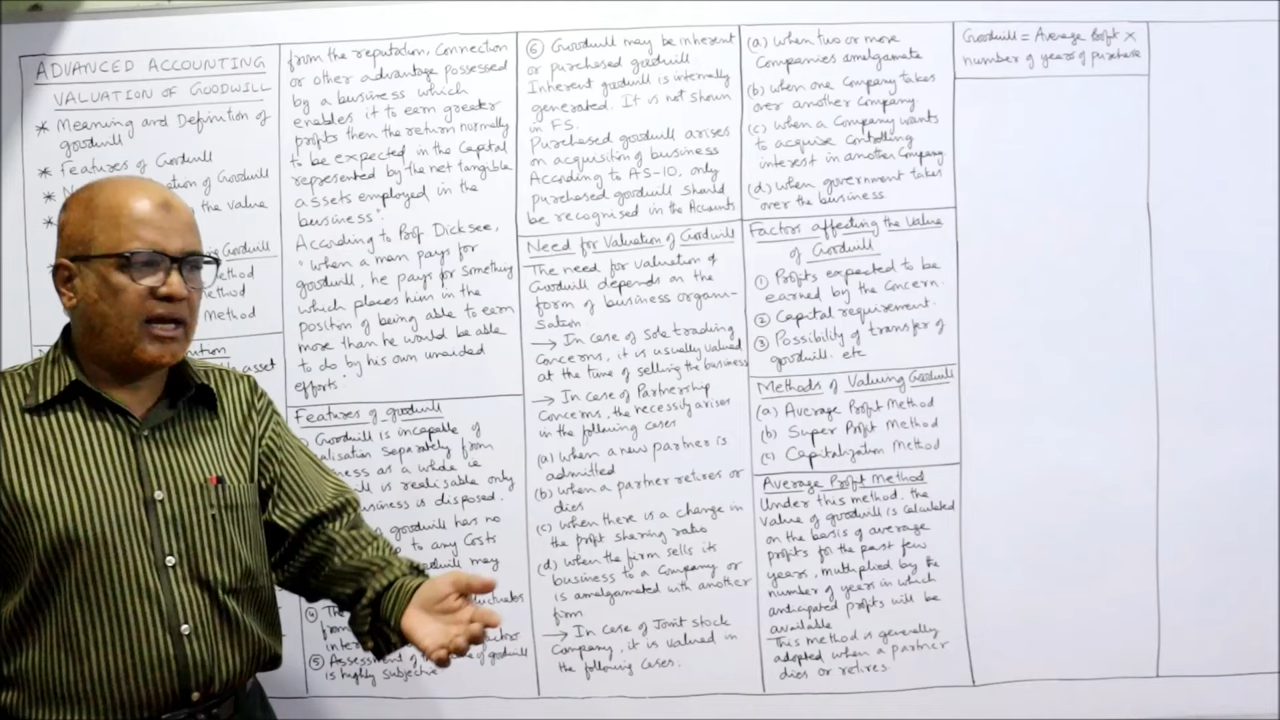 ADVANCED ACCOUNTING
VALUATION OF GOODWILL
* Meaning and Definition of
goodwill
* Features of Goodwill
* of Goodwill
* the value
Goodwill
Method
Method
Method
asset
from the reputation, Connection
or other advantage possessed
by a business which
enables it to earn greater
profits then the return normally
to be expected in the Capital
represented by the net tangible
assets employed in the
business".
According to Prof Dicksee,
"when a man pays for
goodwill, he pays for something
which places him in the
position of being able to earn
more than he would be able
to do by his own unaided
efforts".
Features of goodwill
Goodwill is incapable of
alisation separately from
ness as a whole ie
ill is realisable only
usiness is disposed.
goodwill has no
to any Costs
may
④ The
from
inter
⑤ Assessment of of goodwill
is highly subjective
⑥ Goodwill may be inherent
or purchased goodwill
Inherent goodwill is internally
generated. It is not shown
in FS.
Purchased goodwill arises
on acquisition of business
According to AS-10, only
purchased goodwill should
be recognised in the Accounts
Need for Valuation of Goodwill
The need for valuation of
Goodwill depends on the
form of business organi-
sation
→ In case of Sole trading
Concerns, it is usually valued
at the time of selling the business
→ In case of Partnership
Concerns, the necessity arises
in the following cases
(a) when a new partner is
admitted
(b) when a partner retires or
dies
(c) when there is a change in
the profit sharing ratio
(d) when the firm sells its
business to a Company or
is amalgamated with another
firm
→ In case of Joint stock
Company, it is valued in
the following cases.
(a) when two or more
Companies amalgamate
(b) when one Company takes
over another Company
(c) when a Company wants
to acquire Controlling
interest in another Company
(d) when government takes
over the business
Factors affecting the Value
of Goodwill
① Profits expected to be
earned by the Concern.
② Capital requirement.
③ Possibility of transfer of
goodwill. etc
Methods of Valuing Goodwill
(a) Average Profit Method
(b) Super Profit Method
(c) Capitalization Method
Average Profit Method
Under this method, the
value of goodwill is calculated
on the basis of average
profits for the past few
years, multiplied by the
number of years in which
anticipated profits will be
available
This method is generally
adopted when a partner
dies or retires.
Goodwill = Average Profit ×
number of years of purchase